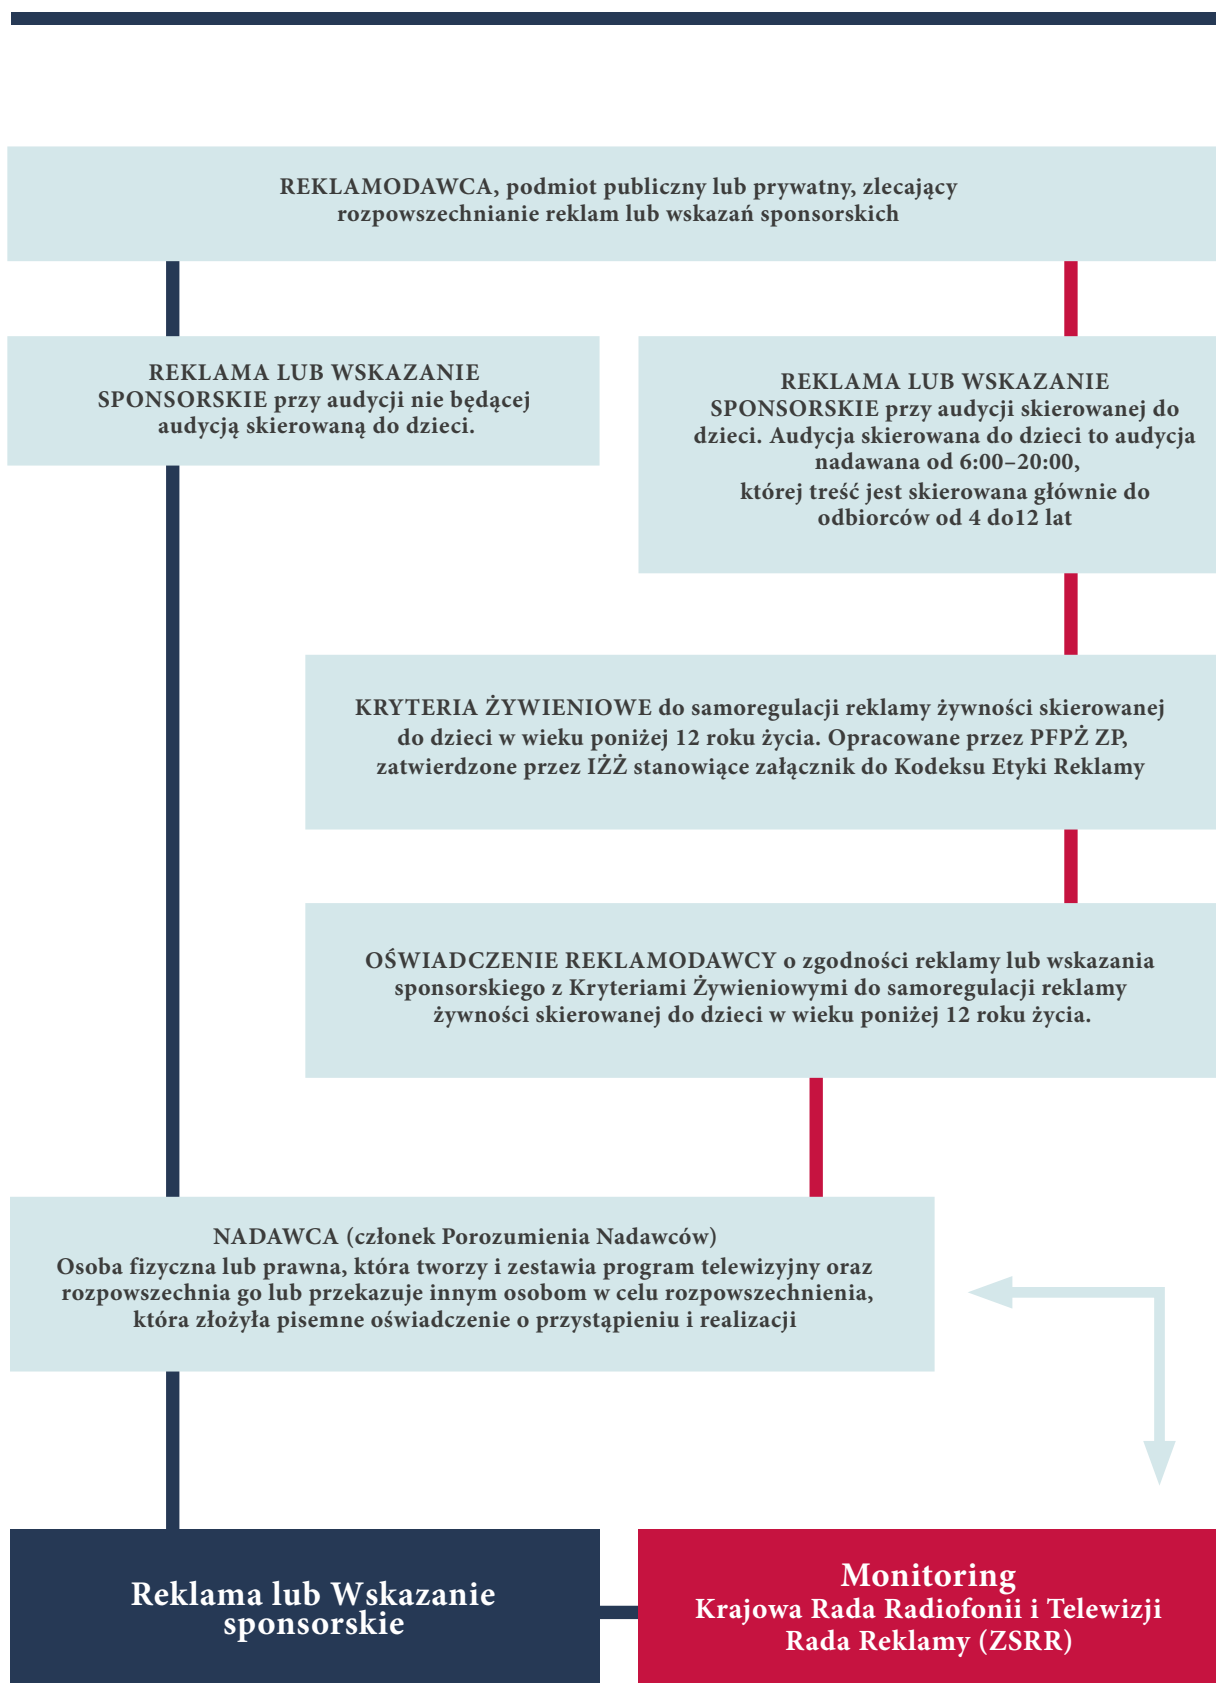 REKLAMODAWCA, podmiot publiczny lub prywatny, zlecający
rozpowszechnianie reklam lub wskazań sponsorskich
REKLAMA LUB WSKAZANIE
SPONSORSKIE przy audycji nie będącej
audycją skierowaną do dzieci.
REKLAMA LUB WSKAZANIE
SPONSORSKIE przy audycji skierowanej do
dzieci. Audycja skierowana do dzieci to audycja
nadawana od 6:00–20:00,
której treść jest skierowana głównie do
odbiorców od 4 do12 lat
KRYTERIA ŻYWIENIOWE do samoregulacji reklamy żywności skierowanej
do dzieci w wieku poniżej 12 roku życia. Opracowane przez PFPŻ ZP,
zatwierdzone przez IŻŻ stanowiące załącznik do Kodeksu Etyki Reklamy
OŚWIADCZENIE REKLAMODAWCY o zgodności reklamy lub wskazania
sponsorskiego z Kryteriami Żywieniowymi do samoregulacji reklamy
żywności skierowanej do dzieci w wieku poniżej 12 roku życia.
NADAWCA (członek Porozumienia Nadawców)
Osoba fizyczna lub prawna, która tworzy i zestawia program telewizyjny oraz
rozpowszechnia go lub przekazuje innym osobom w celu rozpowszechnienia,
która złożyła pisemne oświadczenie o przystąpieniu i realizacji
Reklama lub Wskazanie
sponsorskie
Monitoring
Krajowa Rada Radiofonii i Telewizji
Rada Reklamy (ZSRR)